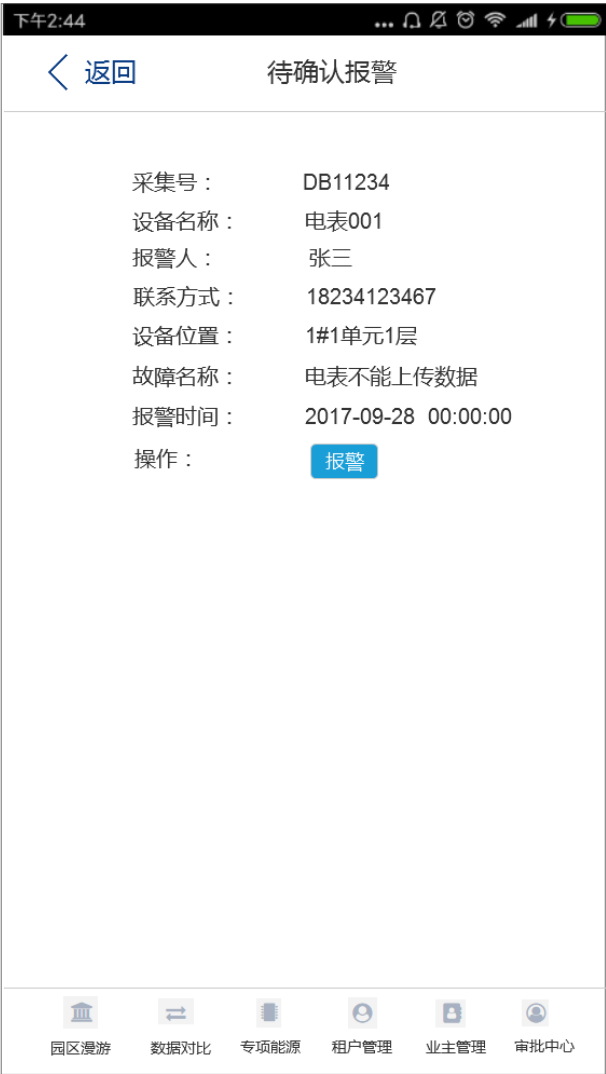 下午2:44
返回 待确认报警
采集号： DB11234
设备名称： 电表001
报警人： 张三
联系方式： 18234123467
设备位置： 1#1单元1层
故障名称： 电表不能上传数据
报警时间： 2017-09-28 00:00:00
操作： 报警
园区漫游 数据对比 专项能源 租户管理 业主管理 审批中心